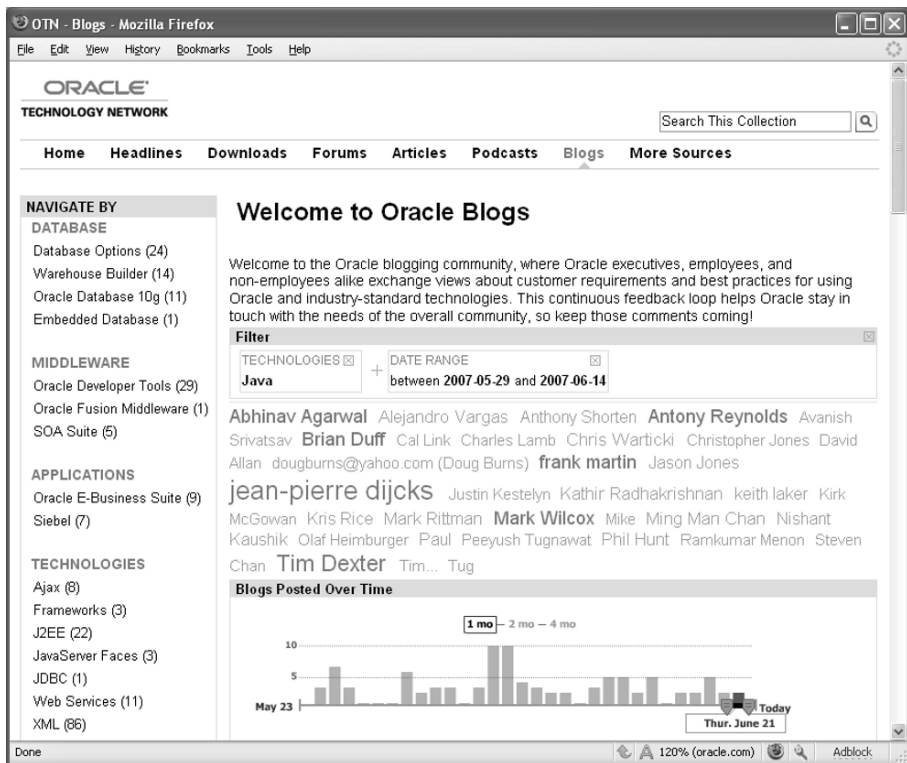 OTN - Blogs - Mozilla Firefox
File Edit View History Bookmarks Tools Help
ORACLE
TECHNOLOGY NETWORK
Search This Collection
Home Headlines Downloads Forums Articles Podcasts Blogs More Sources
NAVIGATE BY
DATABASE
Database Options (24)
Warehouse Builder (14)
Oracle Database 10g (11)
Embedded Database (1)
MIDDLEWARE
Oracle Developer Tools (29)
Oracle Fusion Middleware (1)
SOA Suite (5)
APPLICATIONS
Oracle E-Business Suite (9)
Siebel (7)
TECHNOLOGIES
Ajax (8)
Frameworks (3)
J2EE (22)
JavaServer Faces (3)
JDBC (1)
Web Services (11)
XML (86)
Welcome to Oracle Blogs
Welcome to the Oracle blogging community, where Oracle executives, employees, and
non-employees alike exchange views about customer requirements and best practices for using
Oracle and industry-standard technologies. This continuous feedback loop helps Oracle stay in
touch with the needs of the overall community, so keep those comments coming!
Filter
TECHNOLOGIES
Java
+
DATE RANGE
between 2007-05-29 and 2007-06-14
Abhinav Agarwal Alejandro Vargas Anthony Shorten Antony Reynolds Avanish
Srivatsav Brian Duff Cal Link Charles Lamb Chris Warticki Christopher Jones David
Allan dougburns@yahoo.com (Doug Burns) frank martin Jason Jones
jean-pierre dijcks Justin Kestelyn Kathir Radhakrishnan keith laker Kirk
McGowan Kris Rice Mark Rittman Mark Wilcox Mike Ming Man Chan Nishant
Kaushik Olaf Heimburger Paul Peeyush Tugnawat Phil Hunt Ramkumar Menon Steven
Chan Tim Dexter Tim... Tug
Blogs Posted Over Time
1 mo – 2 mo – 4 mo
10
5
May 23
Today
Thur. June 21
Done
120% (oracle.com)
Adblock